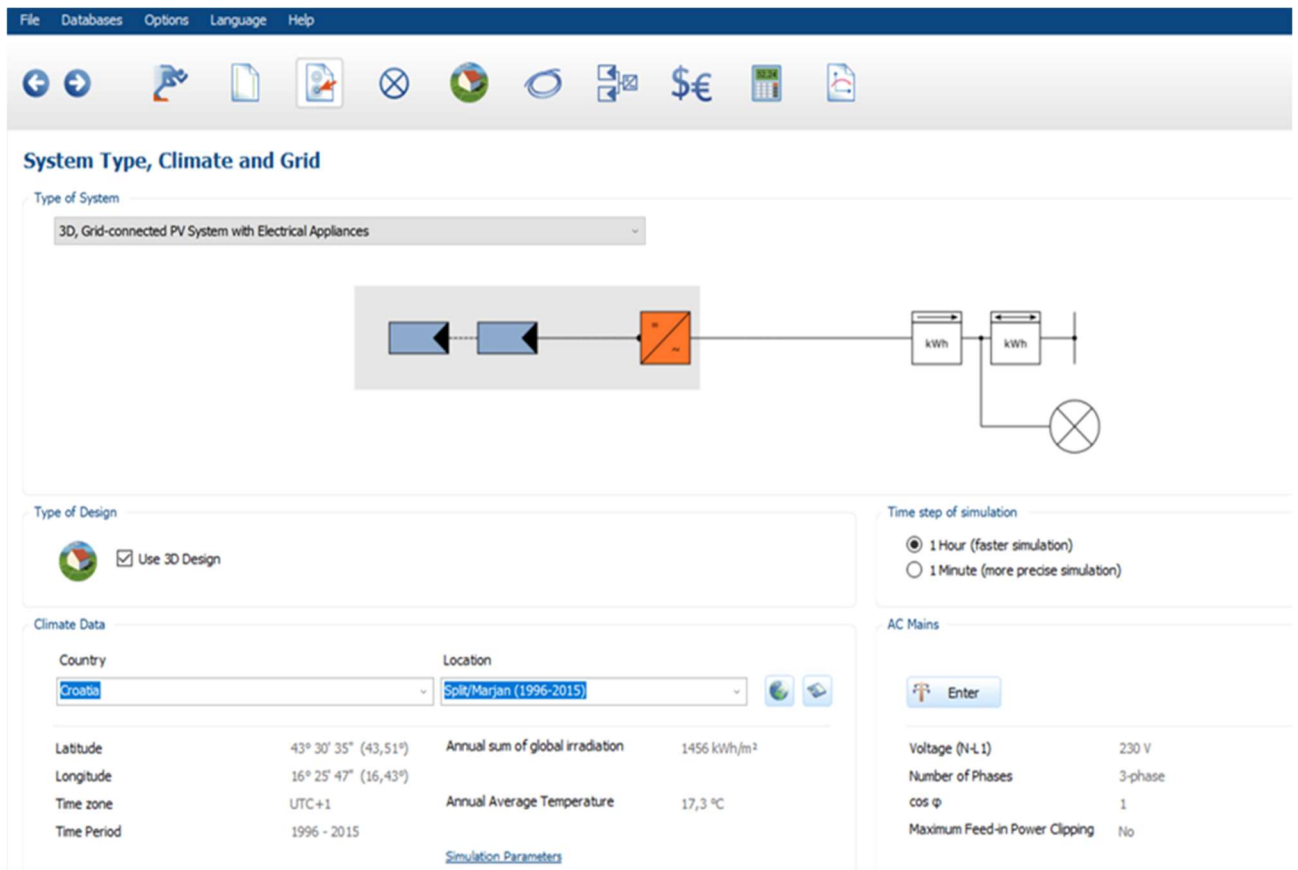 File Databases Options Language Help
$€
System Type, Climate and Grid
Type of System
3D, Grid-connected PV System with Electrical Appliances
kWh kWh
Type of Design
Use 3D Design
Time step of simulation
1 Hour (faster simulation)
1 Minute (more precise simulation)
Climate Data
Country Location
Croatia Split/Marjan (1996-2015)
Latitude 43° 30' 35" (43,51°) Annual sum of global irradiation 1456 kWh/m²
Longitude 16° 25' 47" (16,43°)
Time zone UTC+1 Annual Average Temperature 17,3 °C
Time Period 1996 - 2015
Simulation Parameters
AC Mains
Enter
Voltage (N-L1) 230 V
Number of Phases 3-phase
cos φ 1
Maximum Feed-in Power Clipping No